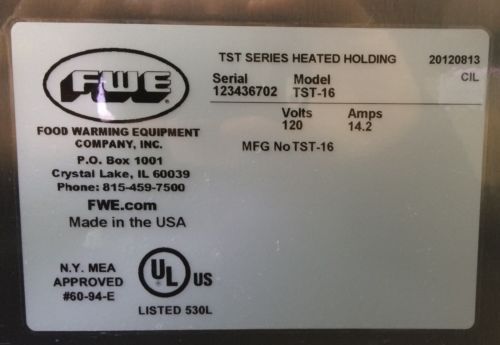 FWE
FOOD WARMING EQUIPMENT
COMPANY, INC.
P.O. Box 1001
Crystal Lake, IL 60039
Phone: 815-459-7500
FWE.com
Made in the USA
N.Y. MEA
APPROVED
#60-94-E
UL US
LISTED 530L
TST SERIES HEATED HOLDING 20120813
Serial Model CIL
123436702 TST-16
Volts Amps
120 14.2
MFG No TST-16